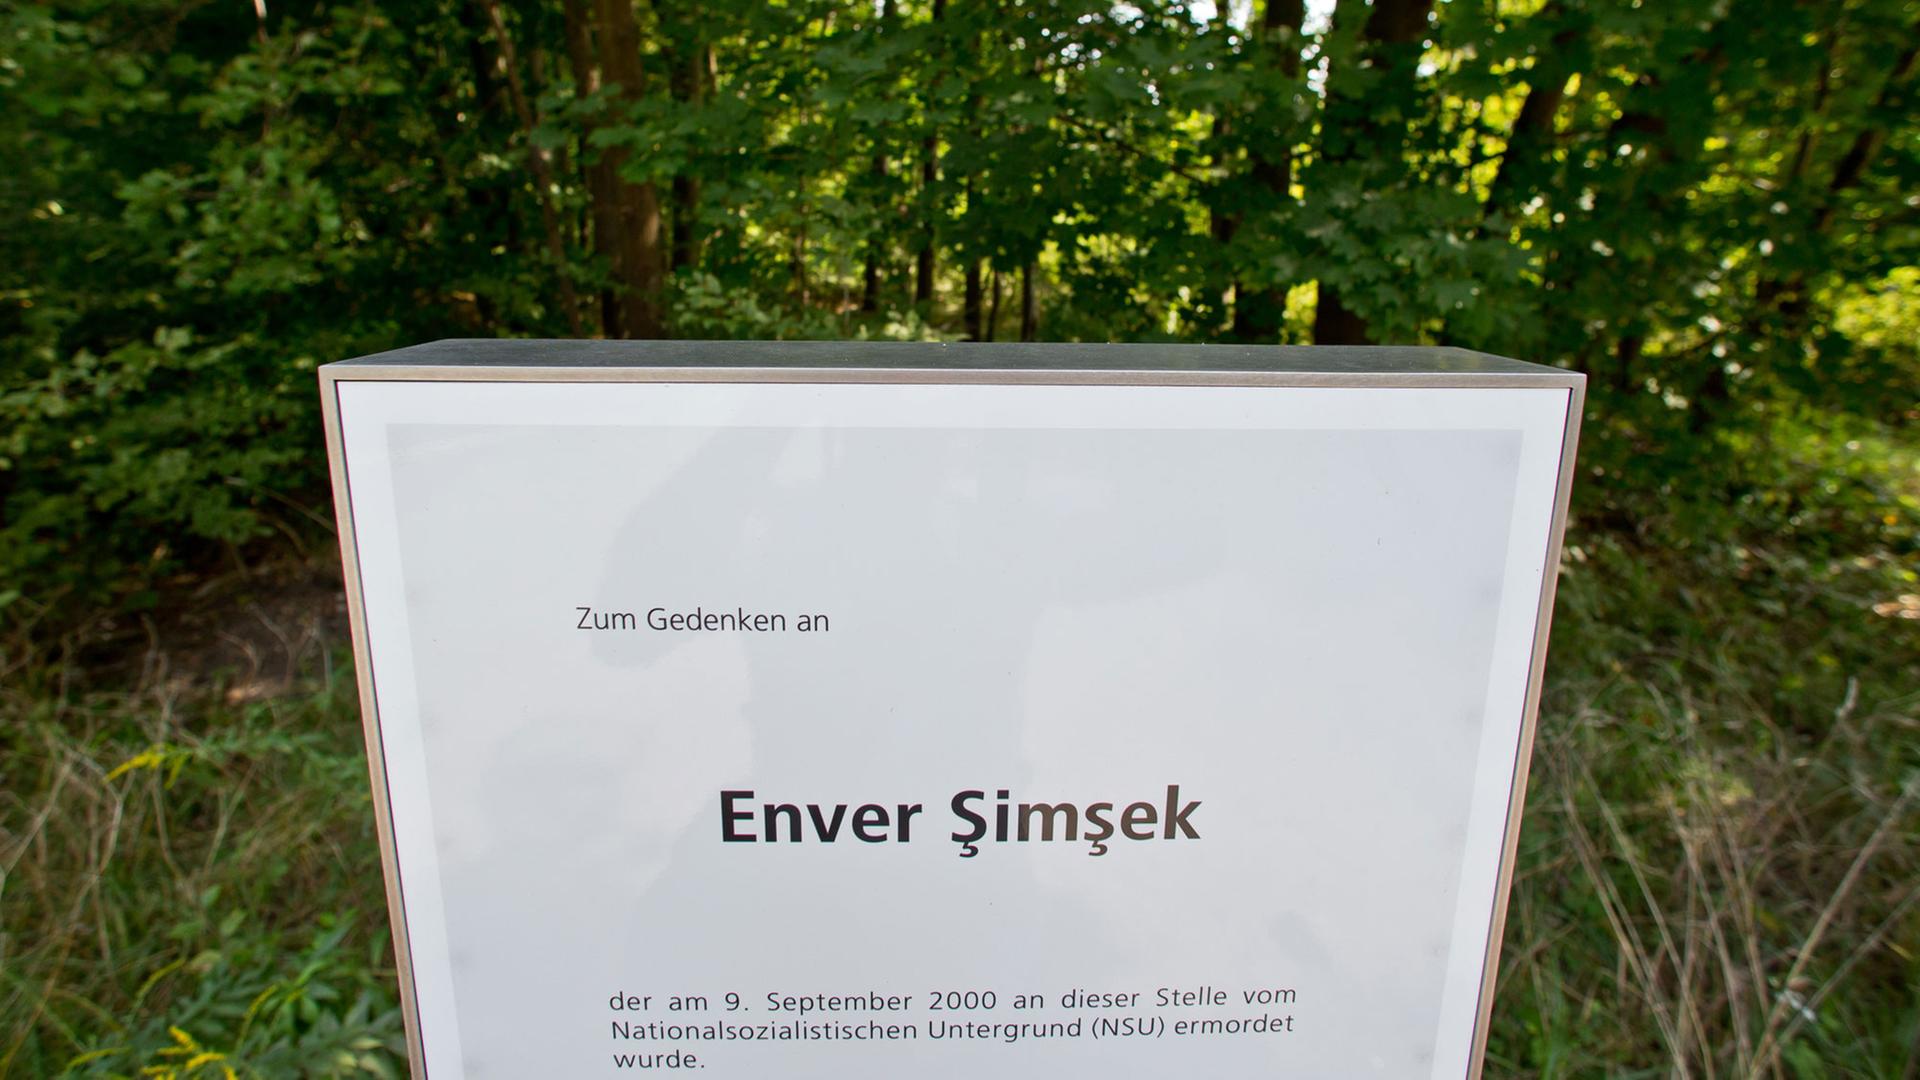 Zum Gedenken an
Enver Şimşek
der am 9. September 2000 an dieser Stelle vom
Nationalsozialistischen Untergrund (NSU) ermordet
wurde.